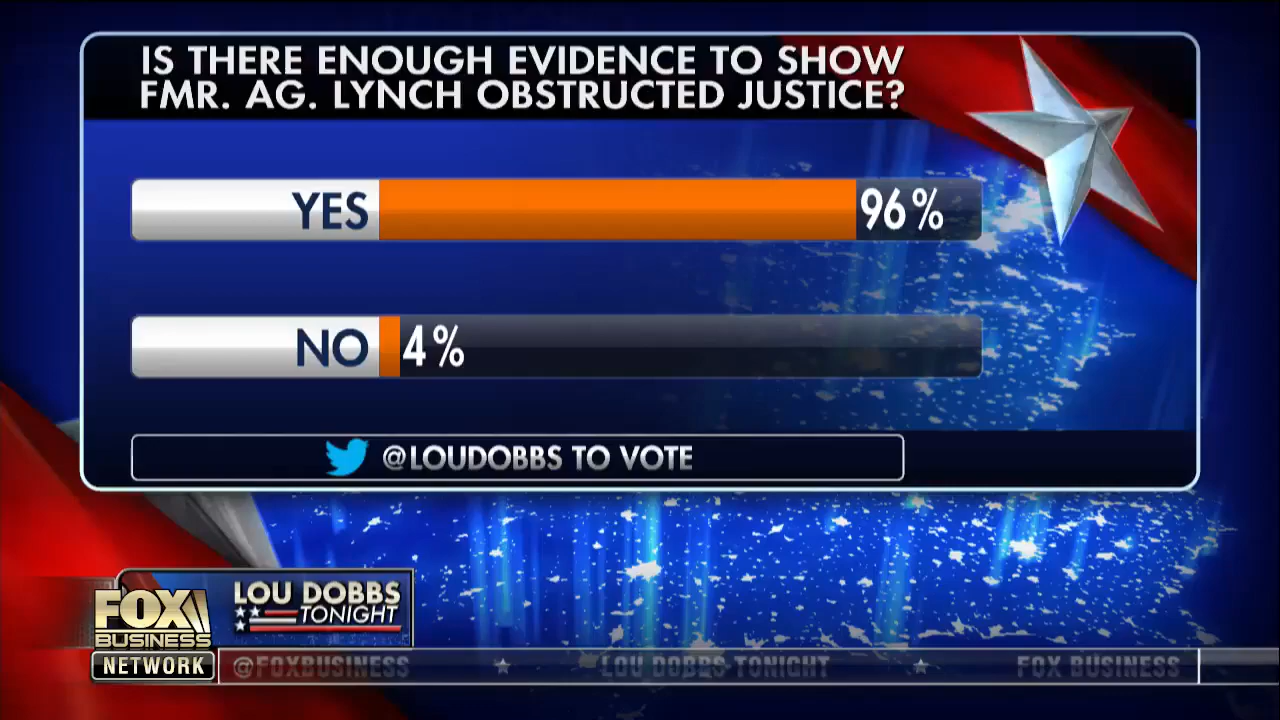 IS THERE ENOUGH EVIDENCE TO SHOW
FMR. AG. LYNCH OBSTRUCTED JUSTICE?
YES 96%
NO 4%
@LOUDOBBS TO VOTE
FOX
BUSINESS
NETWORK
LOU DOBBS
TONIGHT
@FOXBUSINESS LOU DOBBS TONIGHT FOX BUSINESS